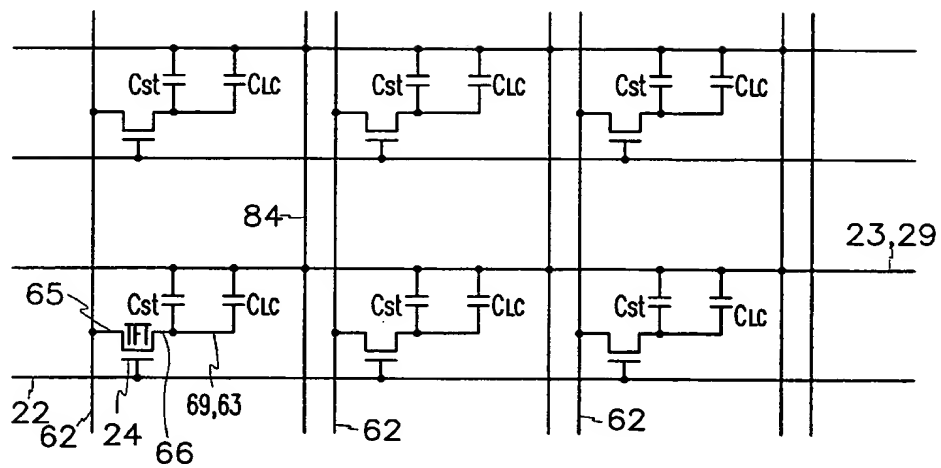 Cst CLC Cst CLC Cst CLC
84
23,29
65 Cst CLC Cst CLC Cst CLC
TFT
22 62 24 66 69,63 62 62